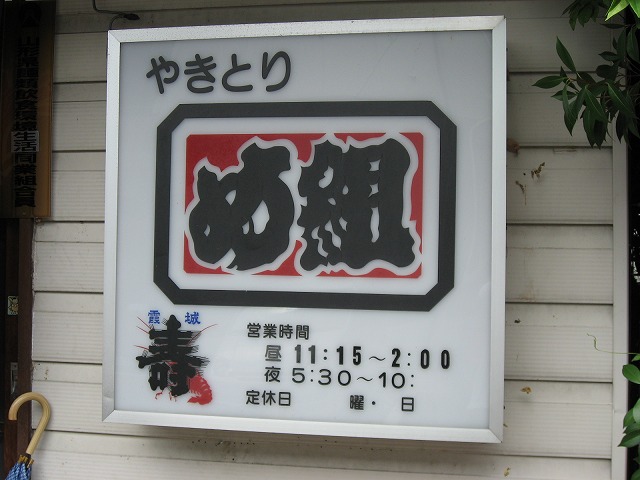 やきとり
め組
霞城
寿
営業時間
昼 11:15～2:00
夜 5:30～10:
定休日 曜・ 日